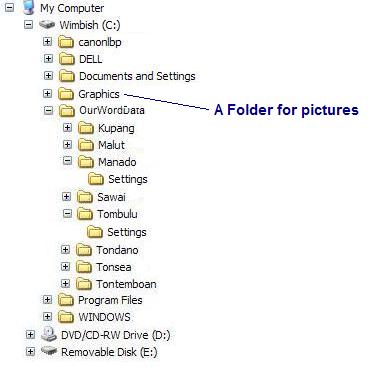 My Computer
Wimbish (C:)
canonlbp
DELL
Documents and Settings
Graphics
A Folder for pictures
OurWordData
Kupang
Malut
Manado
Settings
Sawai
Tombulu
Settings
Tondano
Tonsea
Tontemboan
Program Files
WINDOWS
DVD/CD-RW Drive (D:)
Removable Disk (E:)